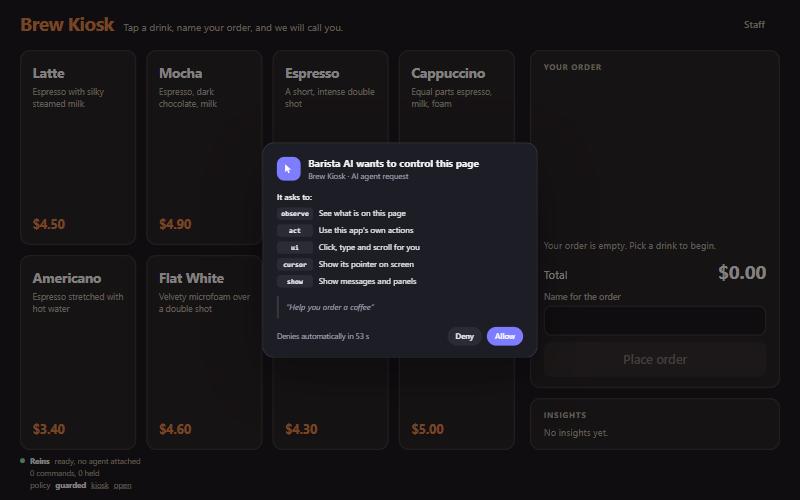 Brew Kiosk Tap a drink, name your order, and we will call you. Staff
Latte
Espresso with silky
steamed milk
$4.50
Mocha
Espresso, dark
chocolate, milk
$4.90
Espresso
A short, intense double
shot
Cappuccino
Equal parts espresso,
milk, foam
YOUR ORDER
Your order is empty. Pick a drink to begin.
Total $0.00
Name for the order
Place order
Barista AI wants to control this page
Brew Kiosk · AI agent request
It asks to:
observe See what is on this page
act Use this app's own actions
ui Click, type and scroll for you
cursor Show its pointer on screen
show Show messages and panels
"Help you order a coffee"
Denies automatically in 53 s Deny Allow
Americano
Espresso stretched with
hot water
$3.40
Flat White
Velvety microfoam over
a double shot
$4.60
$4.30
$5.00
INSIGHTS
No insights yet.
Reins ready, no agent attached
0 commands, 0 held
policy guarded kiosk open